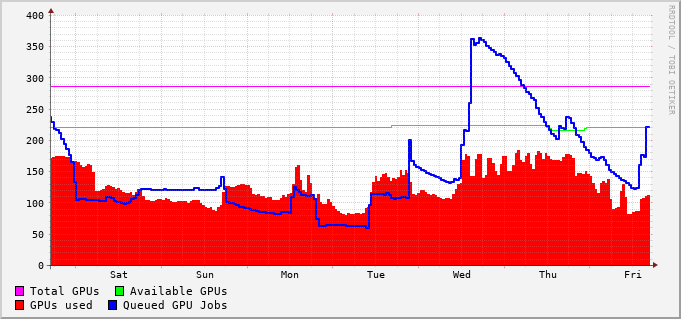 400
350
300
250
200
150
100
50
0
Sat Sun Mon Tue Wed Thu Fri
Total GPUs Available GPUs
GPUs used Queued GPU Jobs
RRDTOOL / TOBI OETIKER